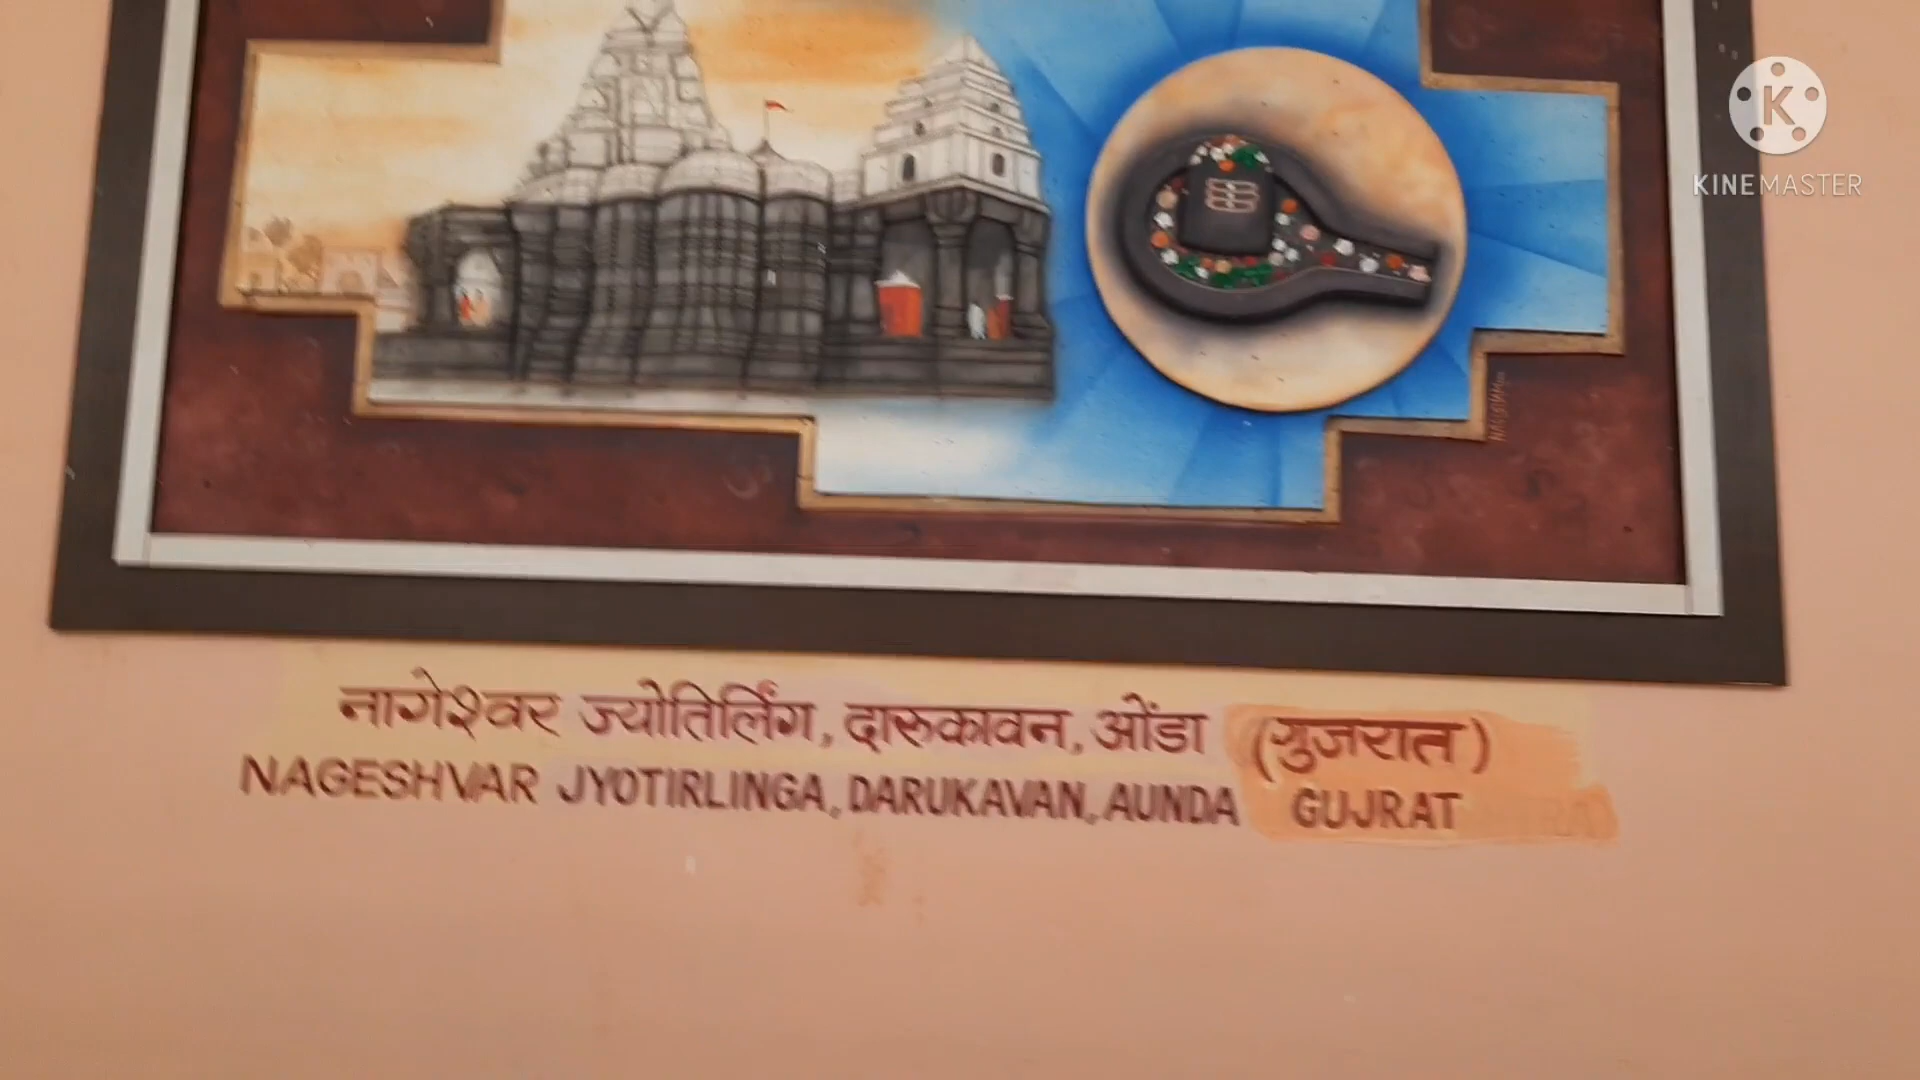 KINEMASTER
नागेश्वर ज्योतिर्लिंग, दारुकावन, ओंडा (गुजरात)
NAGESHVAR JYOTIRLINGA, DARUKAVAN, AUNDA GUJRAT